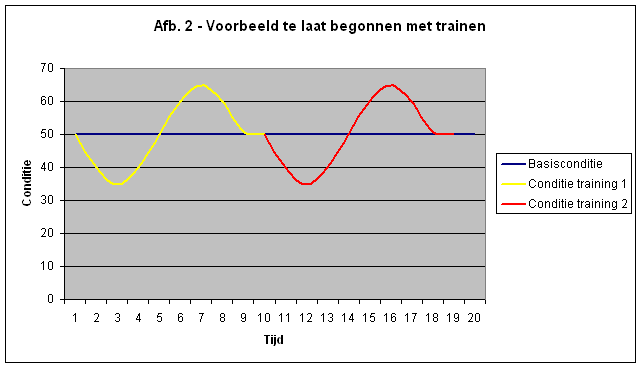 Afb. 2 - Voorbeeld te laat begonnen met trainen
70
60
50
40
30
20
10
0
Conditie
1 2 3 4 5 6 7 8 9 10 11 12 13 14 15 16 17 18 19 20
Tijd
Basisconditie
Conditie training 1
Conditie training 2